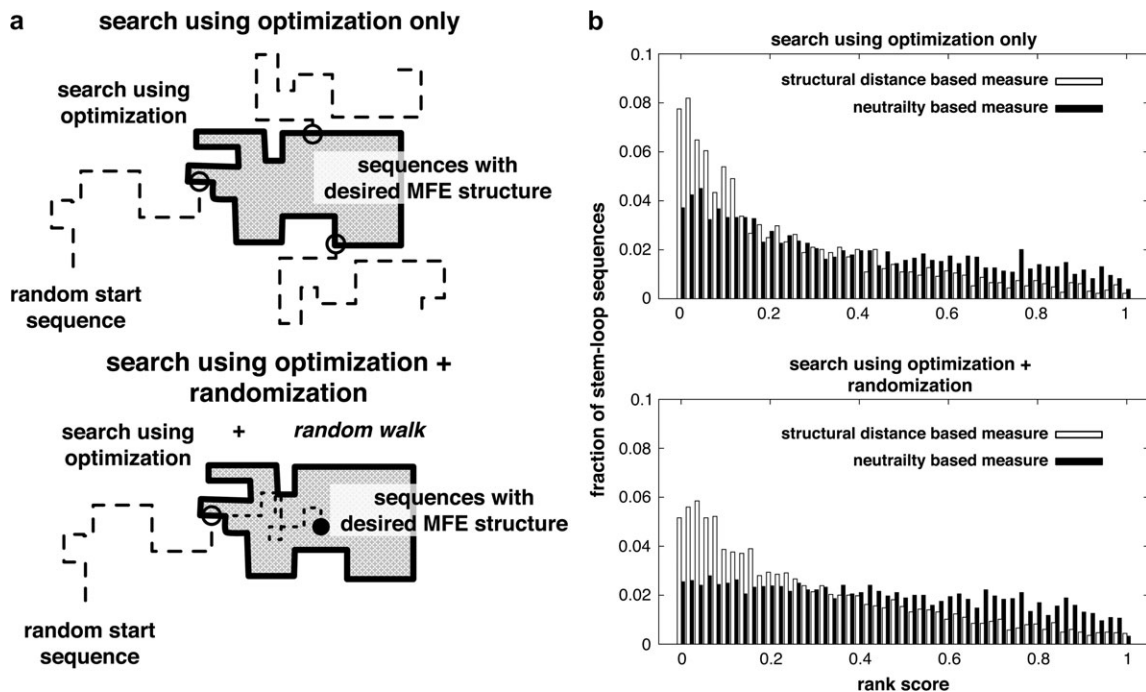 a
search using optimization only
search using
optimization
sequences with
desired MFE structure
random start
sequence
search using optimization +
randomization
search using + random walk
optimization
sequences with
desired MFE structure
random start
sequence
b
search using optimization only
0.1
0.08
0.06
0.04
0.02
0
structural distance based measure
neutrailty based measure
0 0.2 0.4 0.6 0.8 1
fraction of stem-loop sequences
search using optimization +
randomization
0.1
0.08
0.06
0.04
0.02
0
structural distance based measure
neutrailty based measure
0 0.2 0.4 0.6 0.8 1
rank score